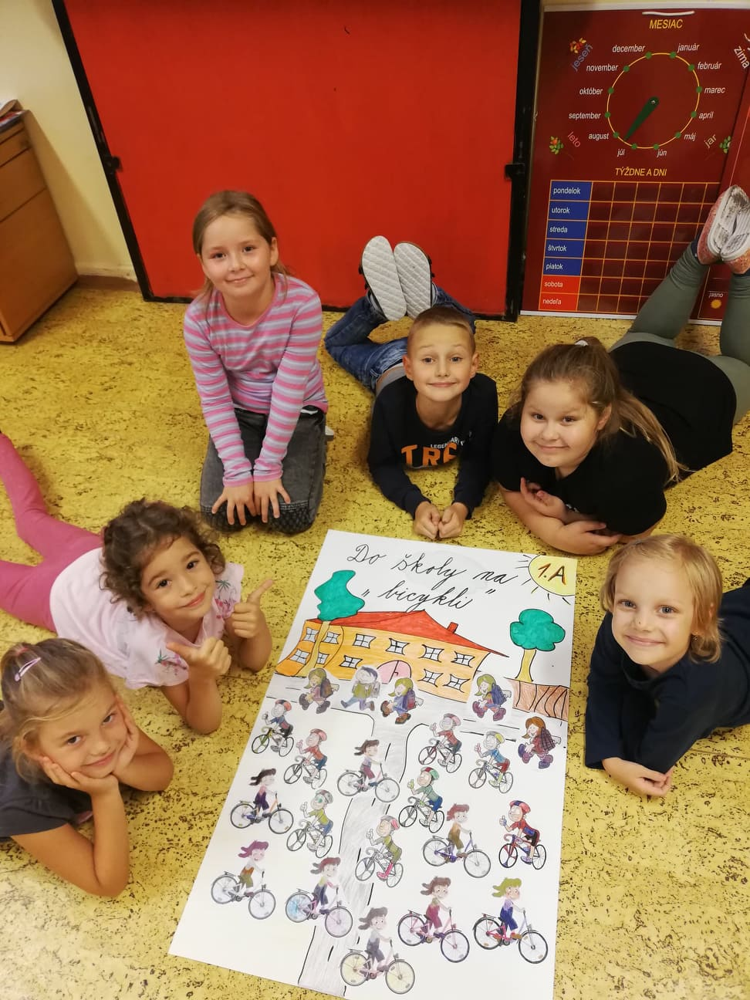 MESIAC
december
január
november
február
október
marec
september
apríl
august
máj
júl
jún
jeseň
zima
leto
jar
TÝŽDNE A DNI
pondelok
utorok
streda
štvrtok
piatok
sobota
nedeľa
jasno
Do školy na
„bicykli"
1.A